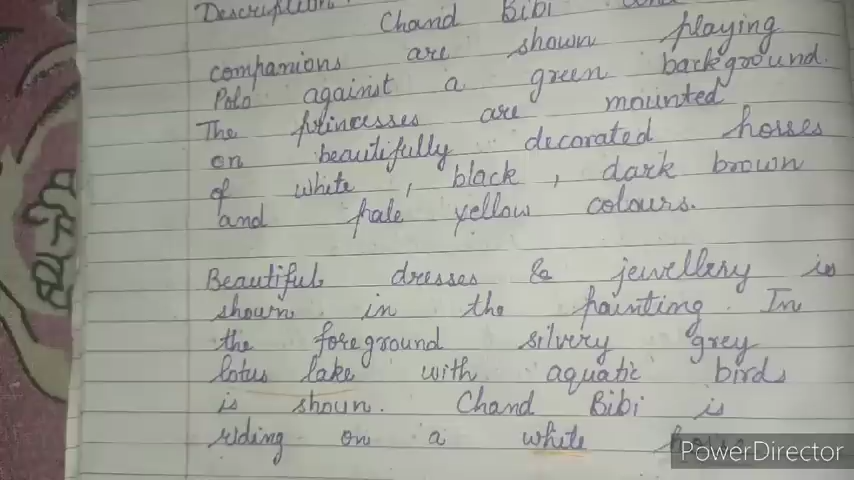 Description
Chand Bibi and
companions are shown playing
Polo against a green background.
The princesses are mounted
on beautifully decorated horses
of white, black, dark brown
and pale yellow colours.
Beautiful dresses & jewellery is
shown in the painting. In
the foreground silvery grey
lotus lake with aquatic birds
is shown. Chand Bibi is
riding on a white
PowerDirector